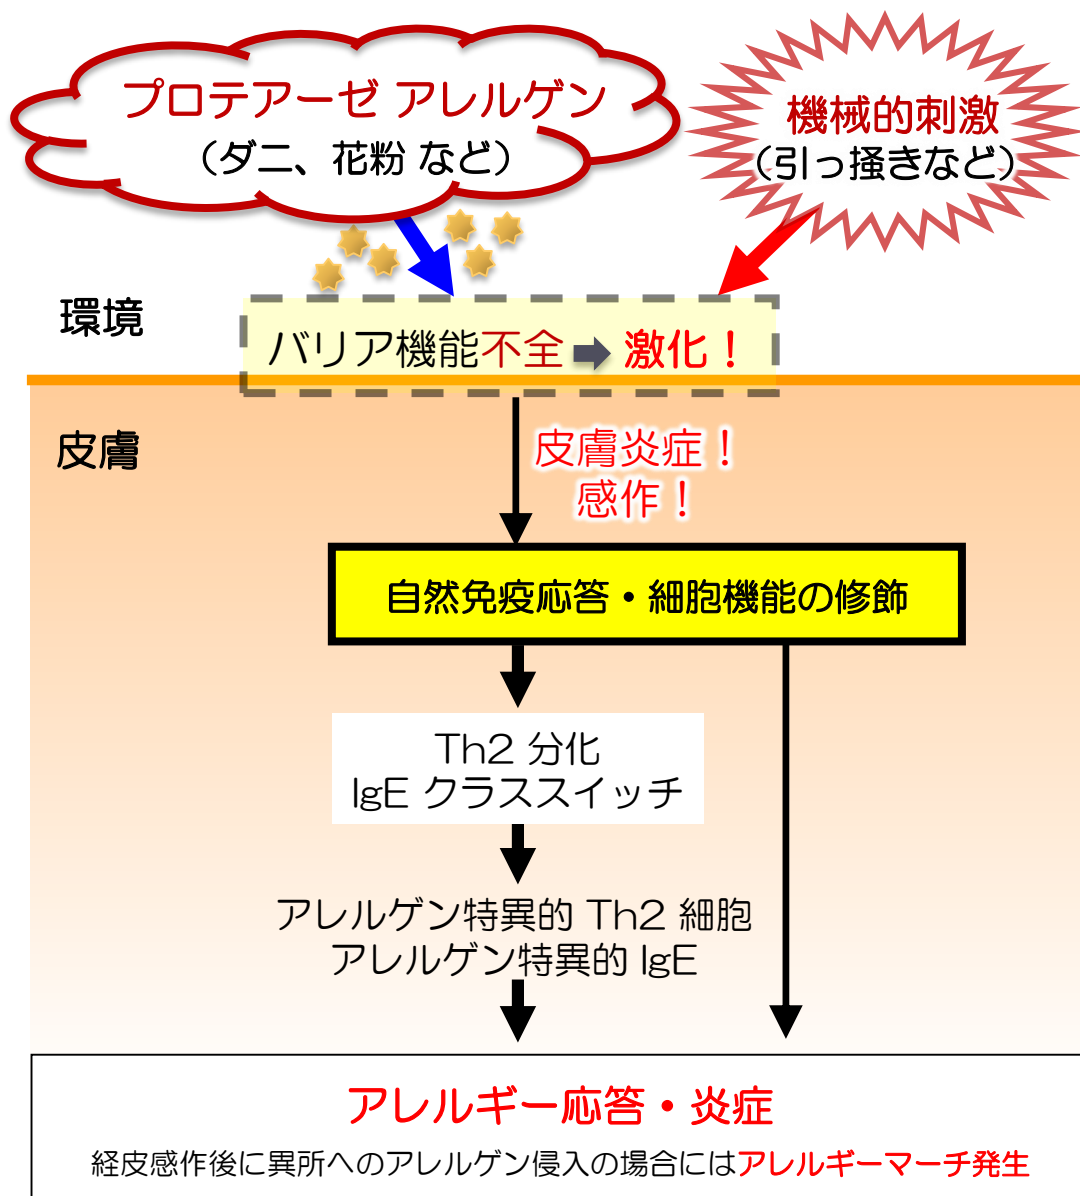 プロテアーゼ アレルゲン
（ダニ、花粉 など）
機械的刺激
（引っ掻きなど）
環境
バリア機能不全➡激化！
皮膚
皮膚炎症！
感作！
自然免疫応答・細胞機能の修飾
Th2 分化
IgE クラススイッチ
アレルゲン特異的 Th2 細胞
アレルゲン特異的 IgE
アレルギー応答・炎症
経皮感作後に異所へのアレルゲン侵入の場合にはアレルギーマーチ発生